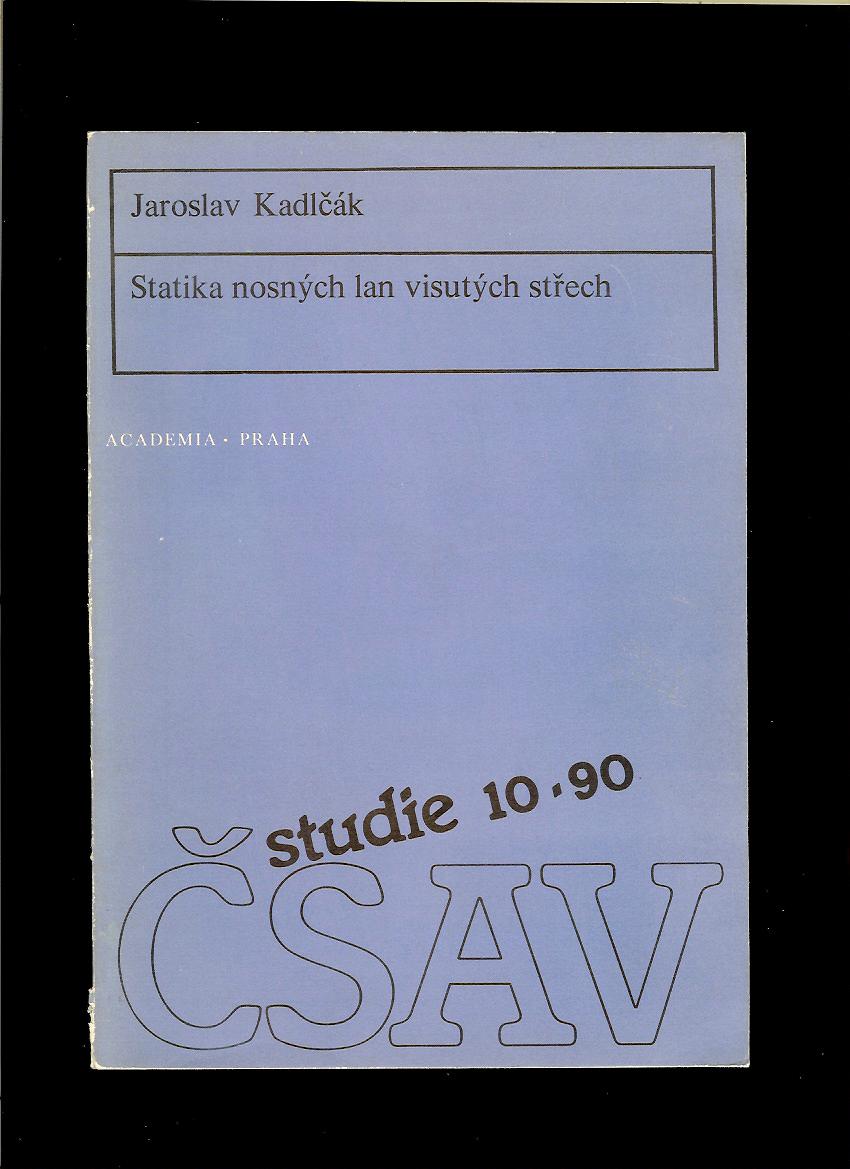 Jaroslav Kadlčák
Statika nosných lan visutých střech
ACADEMIA · PRAHA
studie 10·90
ČSAV